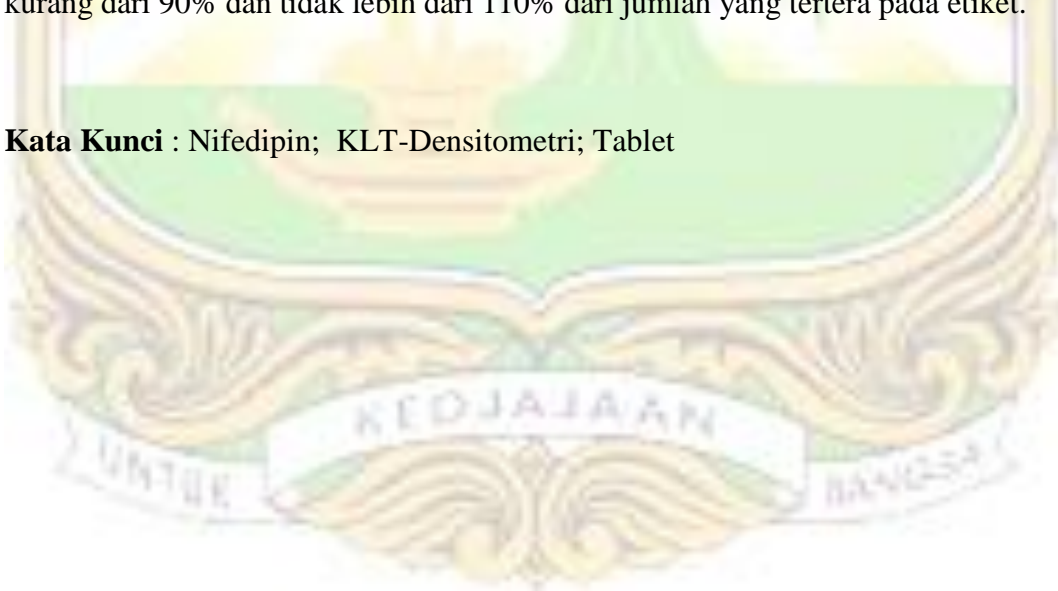 kurang dari 90% dan tidak lebih dari 110% dari jumlah yang tertera pada etiket.
Kata Kunci : Nifedipin; KLT-Densitometri; Tablet
KEDJAJAAN
UNTUK BANGSA